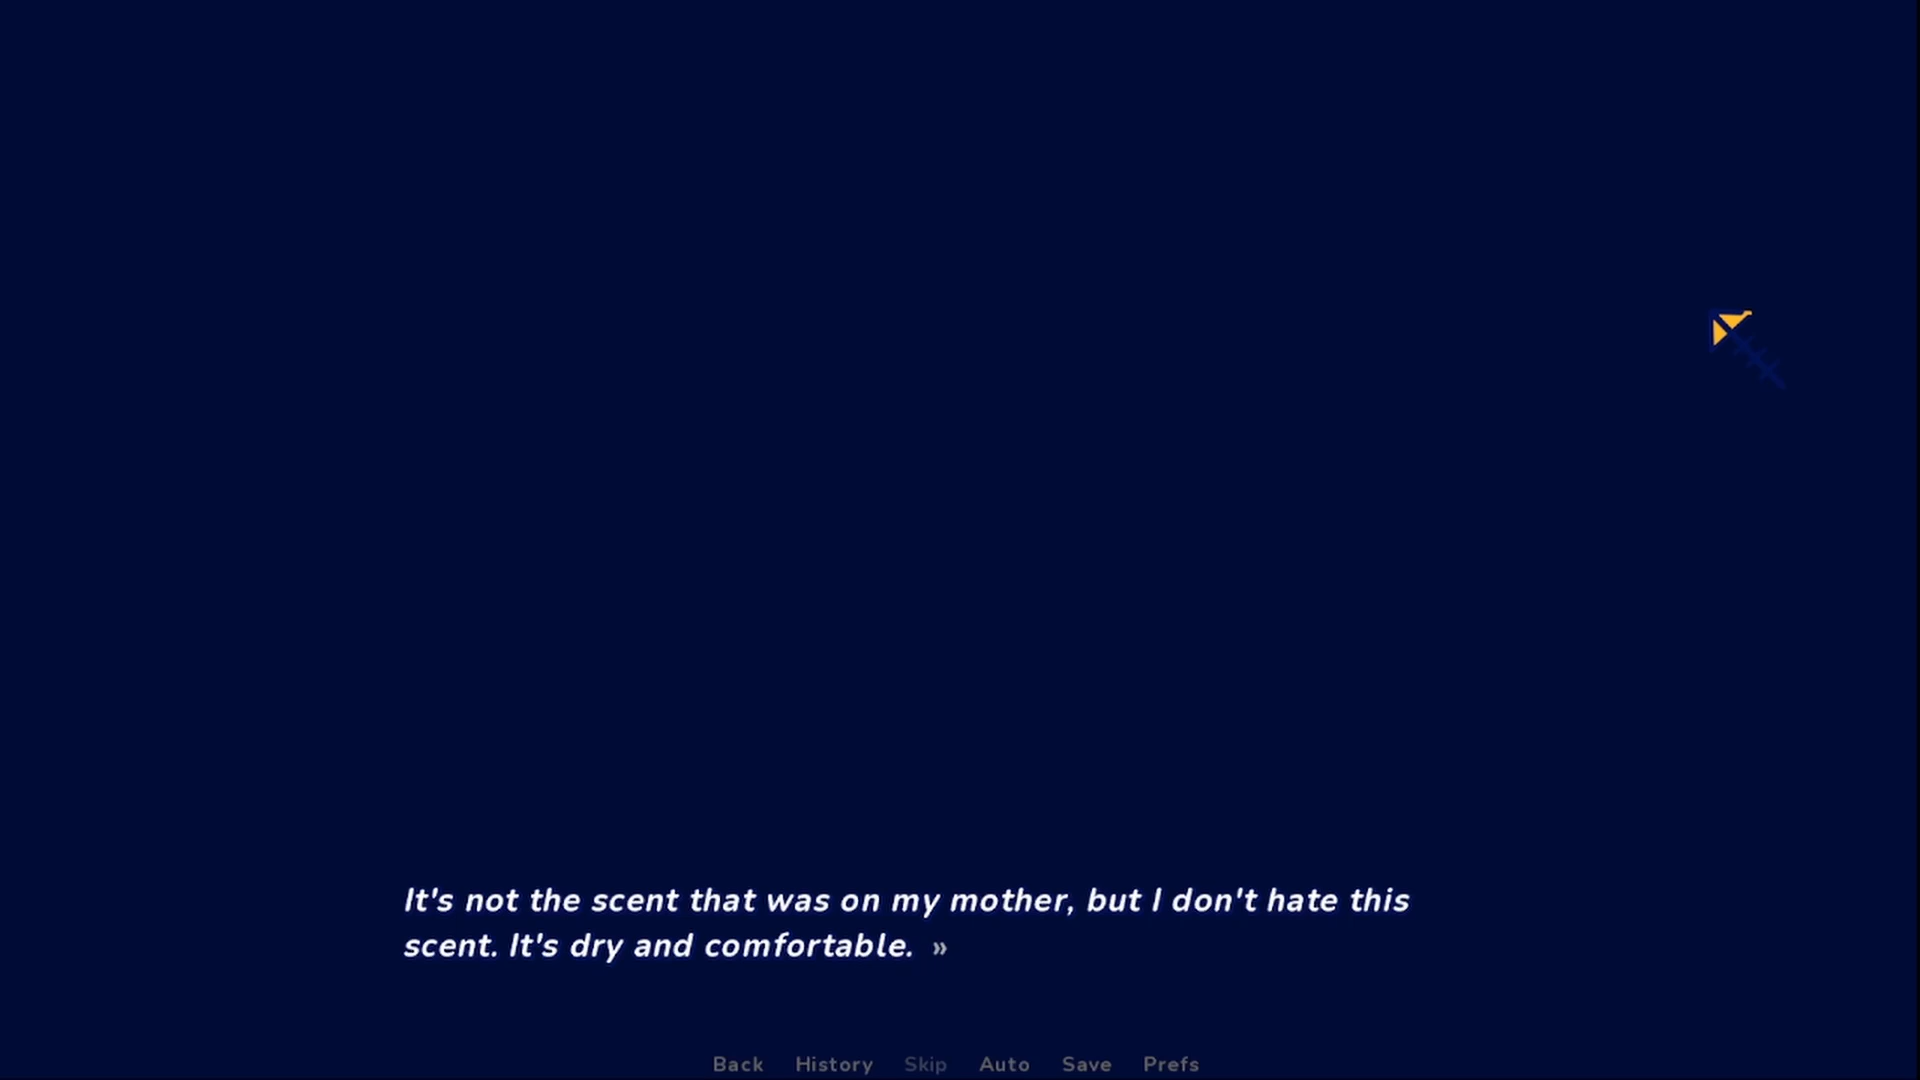 It's not the scent that was on my mother, but I don't hate this
scent. It's dry and comfortable. »
Back History Skip Auto Save Prefs